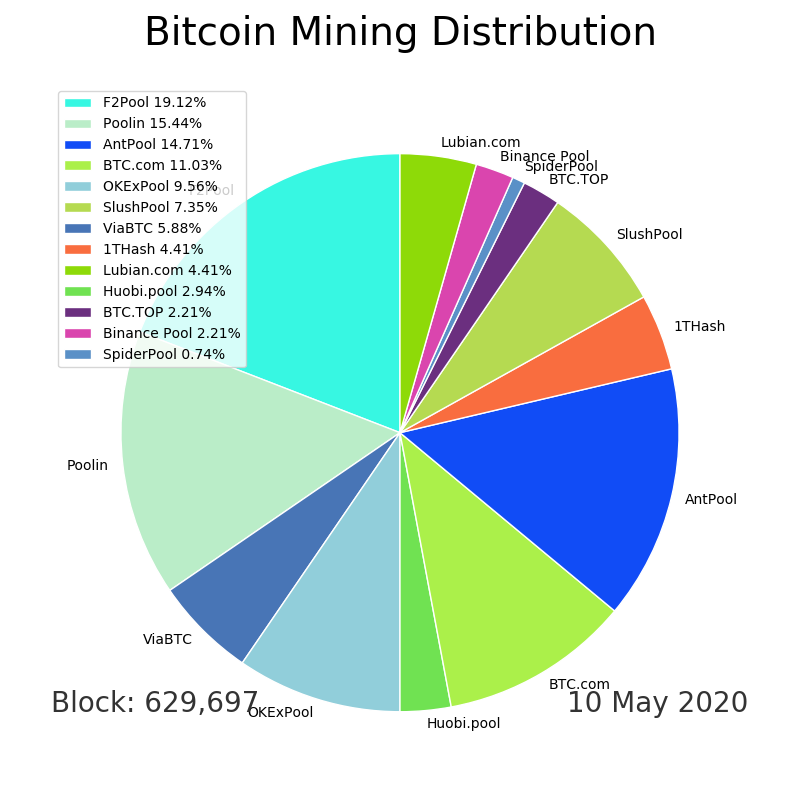 Bitcoin Mining Distribution
F2Pool 19.12%
Poolin 15.44%
AntPool 14.71%
BTC.com 11.03%
OKExPool 9.56%
SlushPool 7.35%
ViaBTC 5.88%
1THash 4.41%
Lubian.com 4.41%
Huobi.pool 2.94%
BTC.TOP 2.21%
Binance Pool 2.21%
SpiderPool 0.74%
Lubian.com
Binance Pool
SpiderPool
BTC.TOP
F2Pool
SlushPool
1THash
Poolin
AntPool
ViaBTC
BTC.com
Block: 629,697
10 May 2020
OKExPool
Huobi.pool